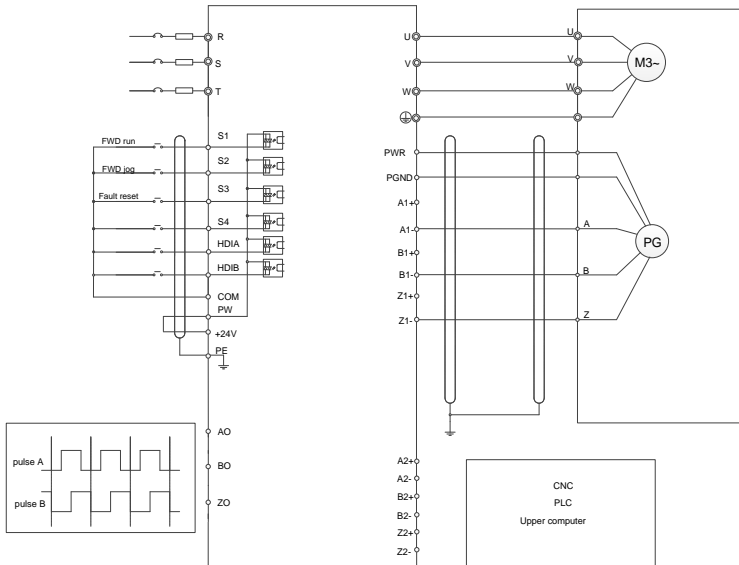 R
S
T
FWD run
S1
FWD jog
S2
Fault reset
S3
S4
HDIA
HDIB
COM
PW
+24V
PE
AO
BO
ZO
pulse A
pulse B
U
V
W
PWR
PGND
A1+
A1-
B1+
B1-
Z1+
Z1-
A2+
A2-
B2+
B2-
Z2+
Z2-
U
V
W
M3~
A
B
Z
PG
CNC
PLC
Upper computer